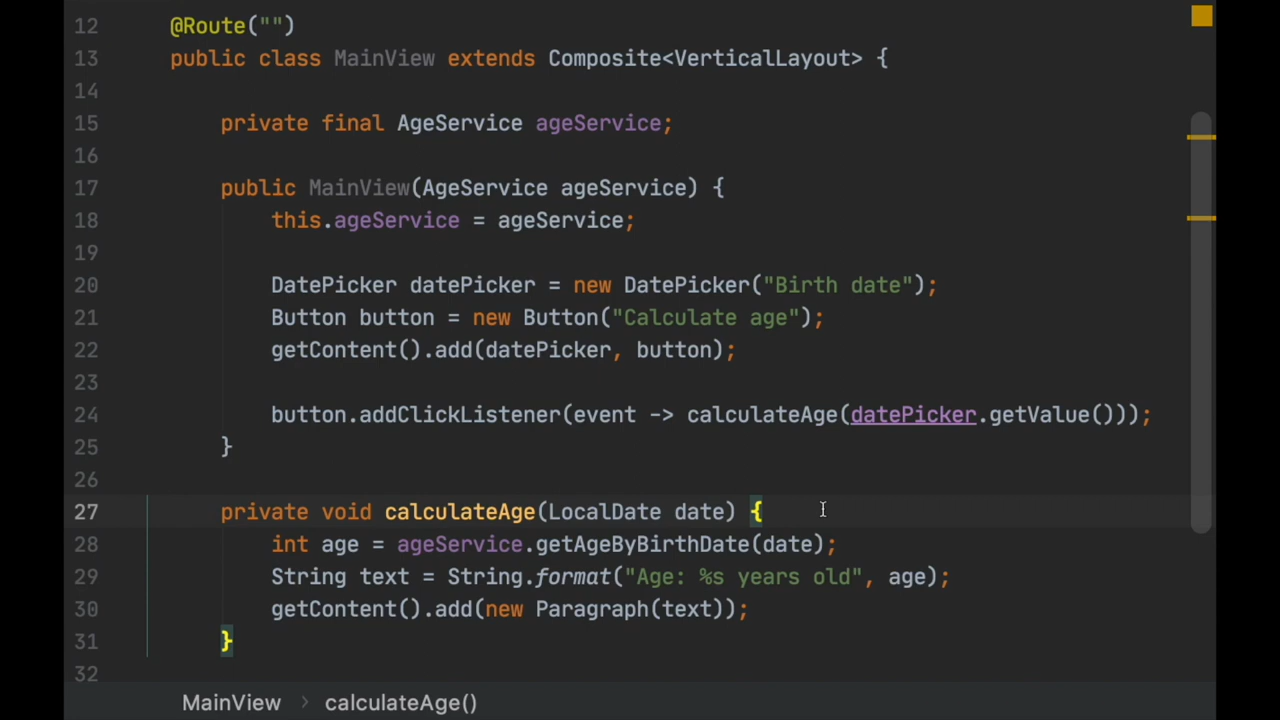 12 @Route("")
13 public class MainView extends Composite<VerticalLayout> {
14
15 private final AgeService ageService;
16
17 public MainView(AgeService ageService) {
18 this.ageService = ageService;
19
20 DatePicker datePicker = new DatePicker("Birth date");
21 Button button = new Button("Calculate age");
22 getContent().add(datePicker, button);
23
24 button.addClickListener(event -> calculateAge(datePicker.getValue()));
25 }
26
27 private void calculateAge(LocalDate date) {
28 int age = ageService.getAgeByBirthDate(date);
29 String text = String.format("Age: %s years old", age);
30 getContent().add(new Paragraph(text));
31 }
32
MainView › calculateAge()